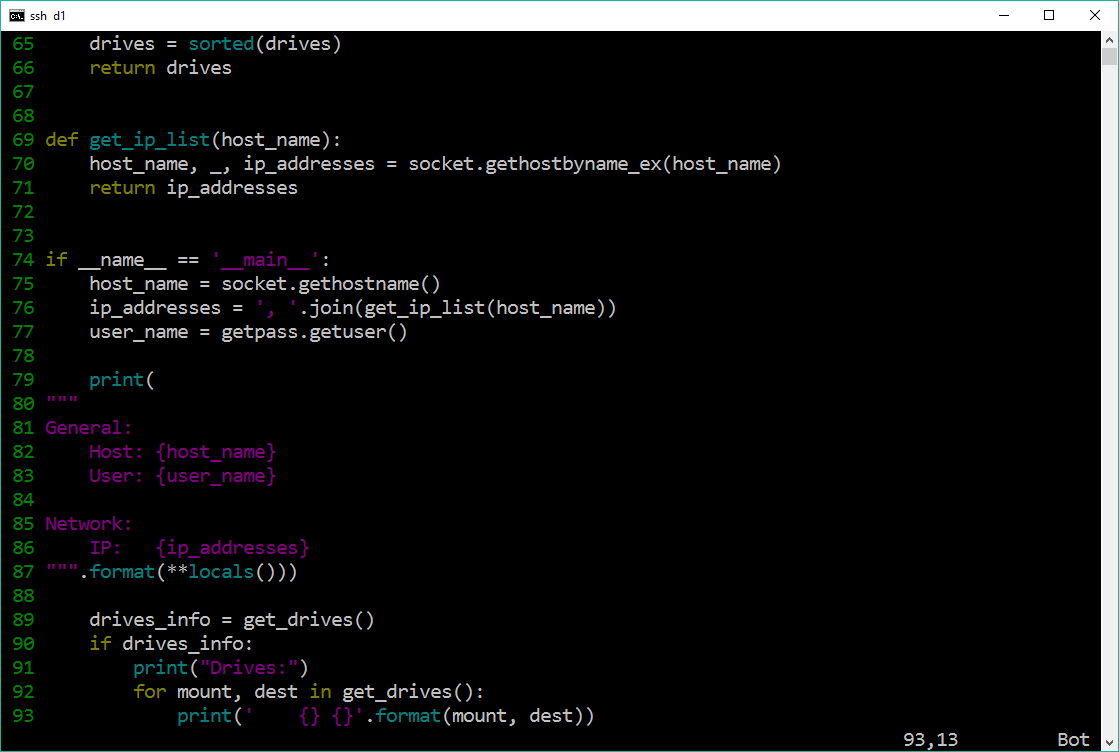 ssh d1
65     drives = sorted(drives)
66     return drives
67
68
69 def get_ip_list(host_name):
70     host_name, _, ip_addresses = socket.gethostbyname_ex(host_name)
71     return ip_addresses
72
73
74 if __name__ == '__main__':
75     host_name = socket.gethostname()
76     ip_addresses = ', '.join(get_ip_list(host_name))
77     user_name = getpass.getuser()
78
79     print(
80 """
81 General:
82     Host: {host_name}
83     User: {user_name}
84
85 Network:
86     IP:   {ip_addresses}
87 """.format(**locals()))
88
89     drives_info = get_drives()
90     if drives_info:
91         print("Drives:")
92         for mount, dest in get_drives():
93             print('    {} {}'.format(mount, dest))
93,13         Bot